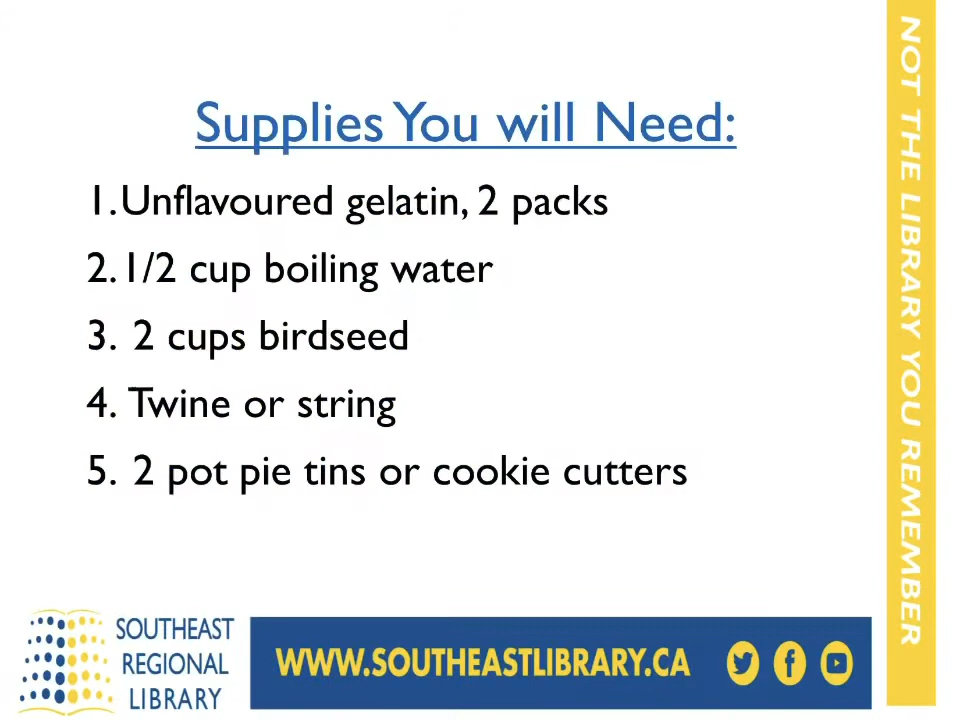 Supplies You will Need:
1. Unflavoured gelatin, 2 packs
2. 1/2 cup boiling water
3. 2 cups birdseed
4. Twine or string
5. 2 pot pie tins or cookie cutters
NOT THE LIBRARY YOU REMEMBER
SOUTHEAST
REGIONAL
LIBRARY
WWW.SOUTHEASTLIBRARY.CA